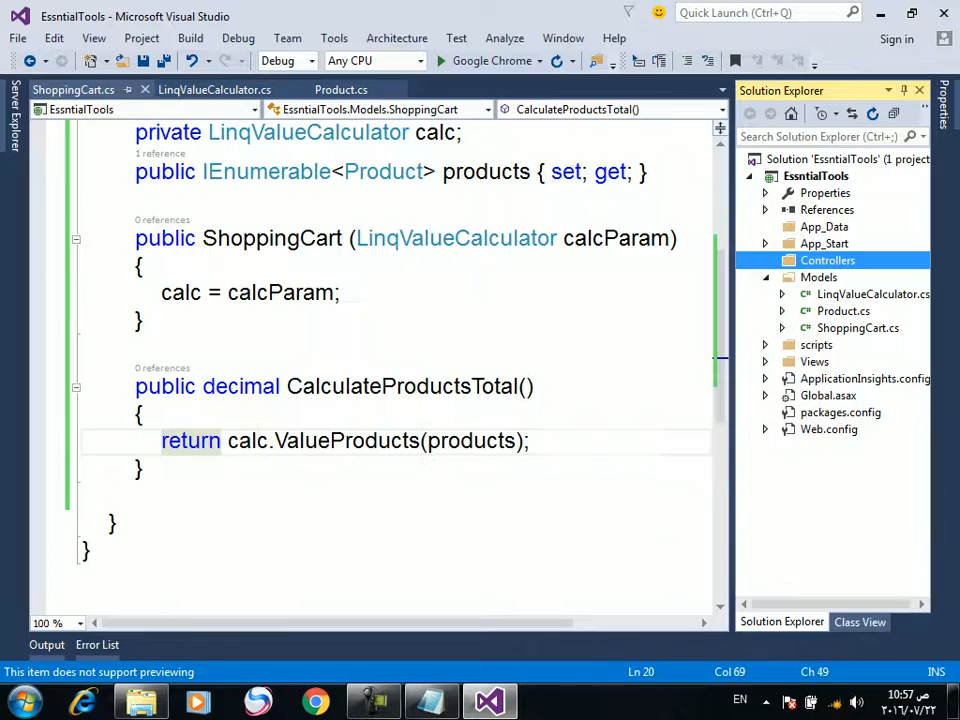 EssntialTools - Microsoft Visual Studio
Quick Launch (Ctrl+Q)
File Edit View Project Build Debug Team Tools Architecture Test Analyze Window Help
Sign in
Debug Any CPU Google Chrome
Server Explorer
ShoppingCart.cs LinqValueCalculator.cs Product.cs
EssntialTools EssntialTools.Models.ShoppingCart CalculateProductsTotal()
private LinqValueCalculator calc;
1 reference
public IEnumerable<Product> products { set; get; }
0 references
public ShoppingCart (LinqValueCalculator calcParam)
{
calc = calcParam;
}
0 references
public decimal CalculateProductsTotal()
{
return calc.ValueProducts(products);
}
}
}
100 %
Solution Explorer
Search Solution Explorer (Ctrl+;)
Solution 'EssntialTools' (1 project
EssntialTools
Properties
References
App_Data
App_Start
Controllers
Models
LinqValueCalculator.cs
Product.cs
ShoppingCart.cs
scripts
Views
ApplicationInsights.config
Global.asax
packages.config
Web.config
Solution Explorer Class View
Properties
Output Error List
This item does not support previewing Ln 20 Col 69 Ch 49 INS
EN
10:57 ص
٢٠١٦/٠٧/٢٢